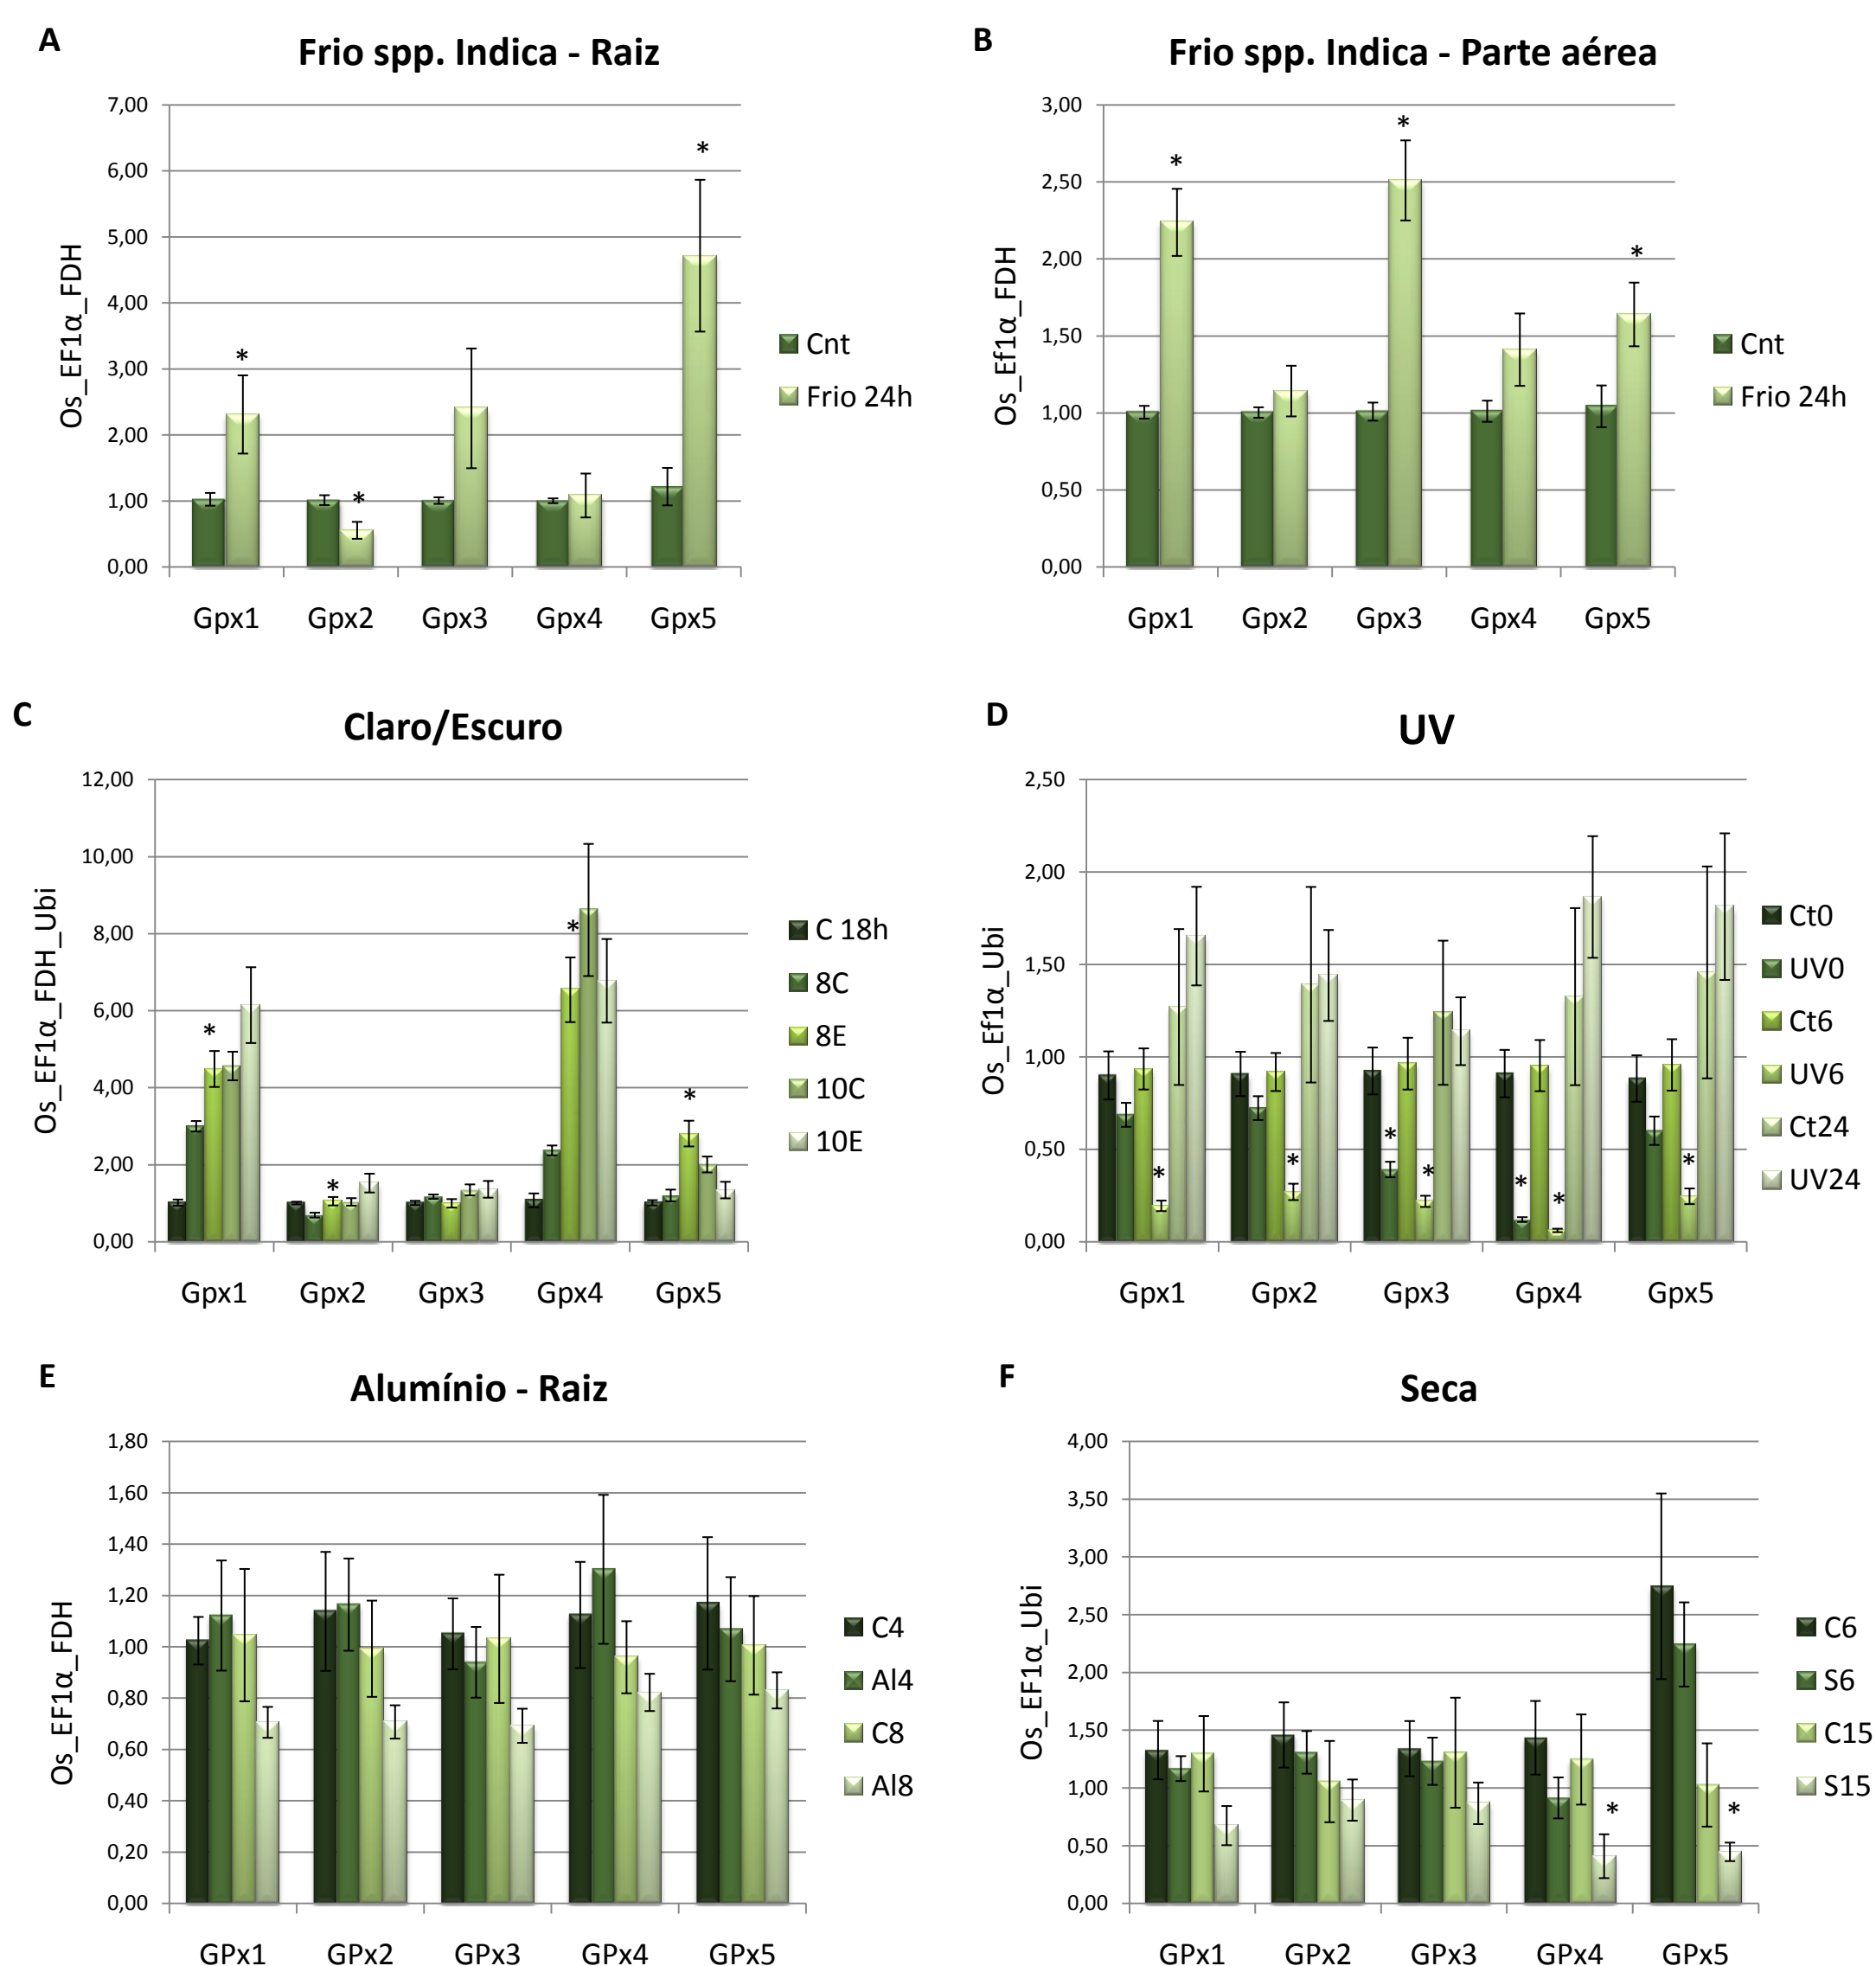 A
Frio spp. Indica - Raiz
7,00
6,00
5,00
4,00
3,00
2,00
1,00
0,00
Os_EF1α_FDH
*
*
*
Gpx1 Gpx2 Gpx3 Gpx4 Gpx5
Cnt
Frio 24h
B
Frio spp. Indica - Parte aérea
3,00
2,50
2,00
1,50
1,00
0,50
0,00
Os_Ef1α_FDH
*
*
*
Gpx1 Gpx2 Gpx3 Gpx4 Gpx5
Cnt
Frio 24h
C
Claro/Escuro
12,00
10,00
8,00
6,00
4,00
2,00
0,00
Os_EF1α_FDH_Ubi
*
*
*
*
Gpx1 Gpx2 Gpx3 Gpx4 Gpx5
C 18h
8C
8E
10C
10E
D
UV
2,50
2,00
1,50
1,00
0,50
0,00
Os_Ef1α_Ubi
*
*
*
*
*
*
*
Gpx1 Gpx2 Gpx3 Gpx4 Gpx5
Ct0
UV0
Ct6
UV6
Ct24
UV24
E
Alumínio - Raiz
1,80
1,60
1,40
1,20
1,00
0,80
0,60
0,40
0,20
0,00
Os_EF1α_FDH
GPx1 GPx2 GPx3 GPx4 GPx5
C4
Al4
C8
Al8
F
Seca
4,00
3,50
3,00
2,50
2,00
1,50
1,00
0,50
0,00
Os_EF1α_Ubi
*
*
GPx1 GPx2 GPx3 GPx4 GPx5
C6
S6
C15
S15